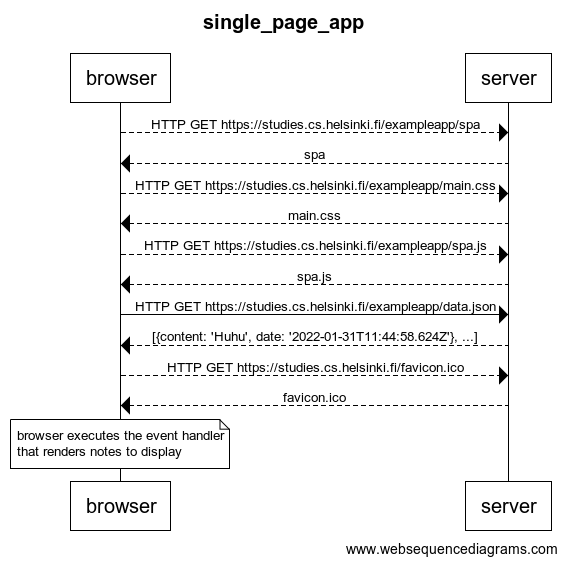 single_page_app
browser server
HTTP GET https://studies.cs.helsinki.fi/exampleapp/spa
spa
HTTP GET https://studies.cs.helsinki.fi/exampleapp/main.css
main.css
HTTP GET https://studies.cs.helsinki.fi/exampleapp/spa.js
spa.js
HTTP GET https://studies.cs.helsinki.fi/exampleapp/data.json
[{content: 'Huhu', date: '2022-01-31T11:44:58.624Z'}, ...]
HTTP GET https://studies.cs.helsinki.fi/favicon.ico
favicon.ico
browser executes the event handler
that renders notes to display
browser server
www.websequencediagrams.com